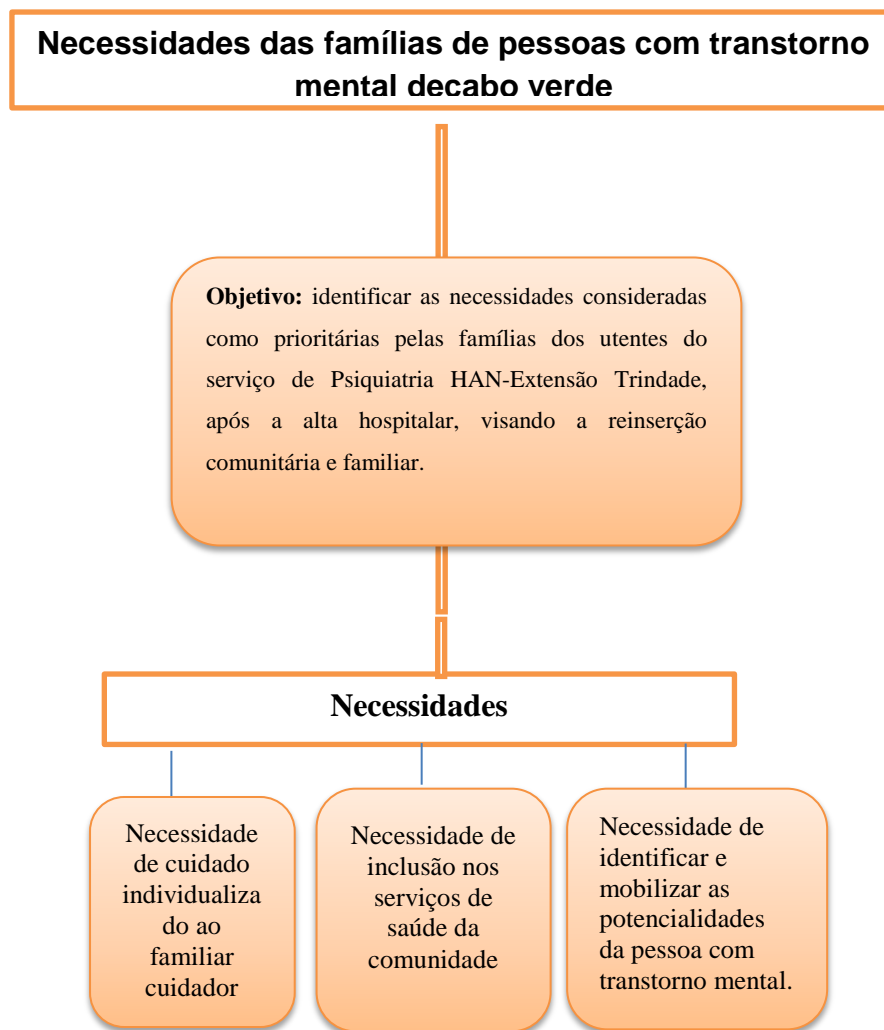 Necessidades das famílias de pessoas com transtorno
mental decabo verde
Objetivo: identificar as necessidades consideradas
como prioritárias pelas famílias dos utentes do
serviço de Psiquiatria HAN-Extensão Trindade,
após a alta hospitalar, visando a reinserção
comunitária e familiar.
Necessidades
Necessidade
de cuidado
individualiza
do ao
familiar
cuidador
Necessidade de
inclusão nos
serviços de
saúde da
comunidade
Necessidade de
identificar e
mobilizar as
potencialidades
da pessoa com
transtorno mental.